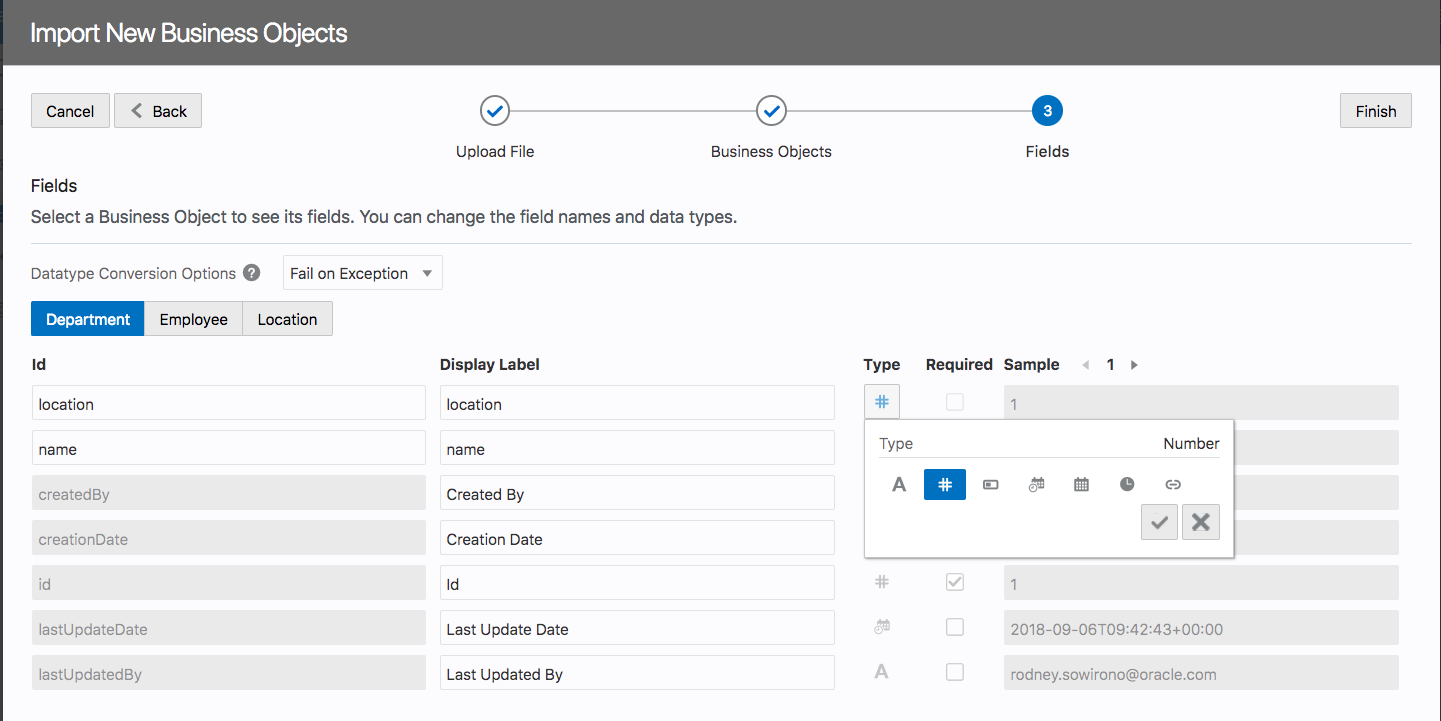 Import New Business Objects
Cancel Back 3 Finish
Upload File Business Objects Fields
Fields
Select a Business Object to see its fields. You can change the field names and data types.
Datatype Conversion Options ? Fail on Exception
Department Employee Location
Id Display Label Type Required Sample 1
location location # 1
name name
Type Number
createdBy Created By A #
creationDate Creation Date
id Id # 1
lastUpdateDate Last Update Date 2018-09-06T09:42:43+00:00
lastUpdatedBy Last Updated By A rodney.sowirono@oracle.com